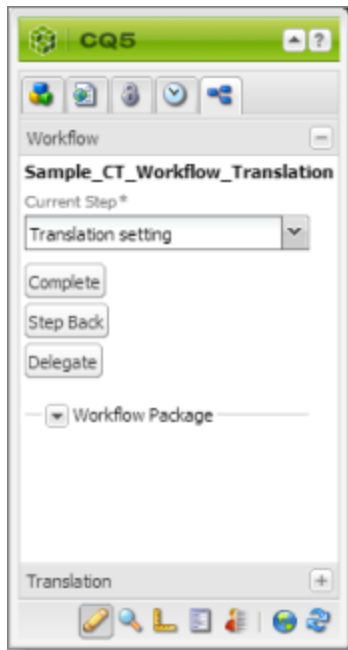 CQ5
?
Workflow
Sample_CT_Workflow_Translation
Current Step*
Translation setting
Complete
Step Back
Delegate
Workflow Package
Translation